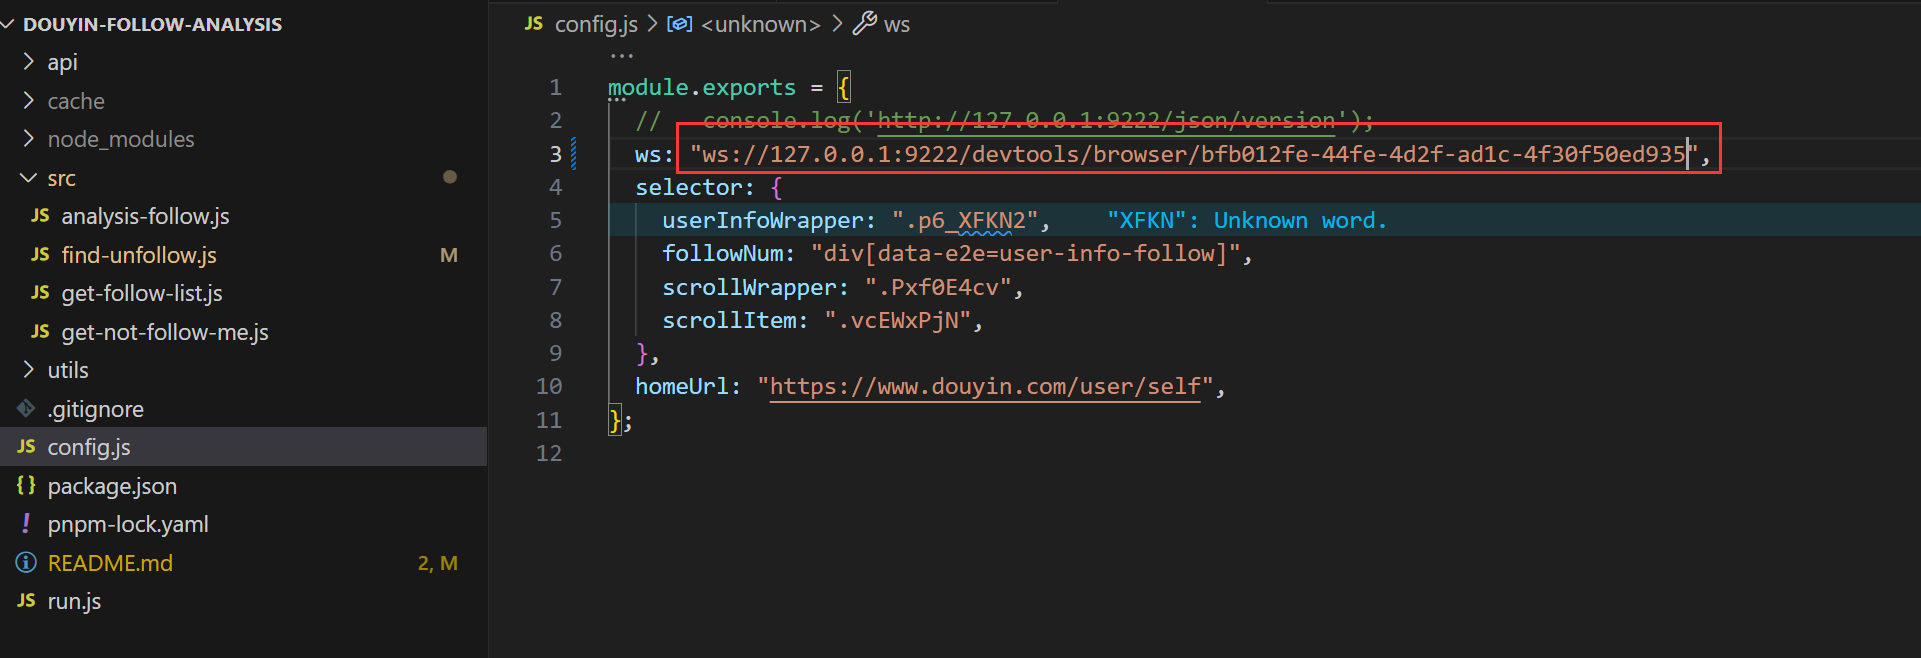 DOUYIN-FOLLOW-ANALYSIS
api
cache
node_modules
src
JS analysis-follow.js
JS find-unfollow.js M
JS get-follow-list.js
JS get-not-follow-me.js
utils
.gitignore
JS config.js
{} package.json
! pnpm-lock.yaml
README.md 2, M
JS run.js
JS config.js > <unknown> > ws
...
1 module.exports = {
2 // console.log('http://127.0.0.1:9222/json/version');
3 ws: "ws://127.0.0.1:9222/devtools/browser/bfb012fe-44fe-4d2f-ad1c-4f30f50ed935",
4 selector: {
5 userInfoWrapper: ".p6_XFKN2", "XFKN": Unknown word.
6 followNum: "div[data-e2e=user-info-follow]",
7 scrollWrapper: ".Pxf0E4cv",
8 scrollItem: ".vcEWxPjN",
9 },
10 homeUrl: "https://www.douyin.com/user/self",
11 };
12